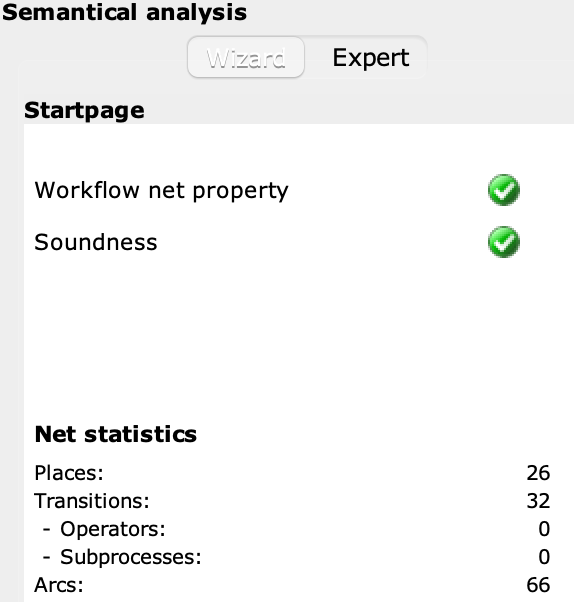 Semantical analysis
Wizard Expert
Startpage
Workflow net property
Soundness
Net statistics
Places: 26
Transitions: 32
- Operators: 0
- Subprocesses: 0
Arcs: 66